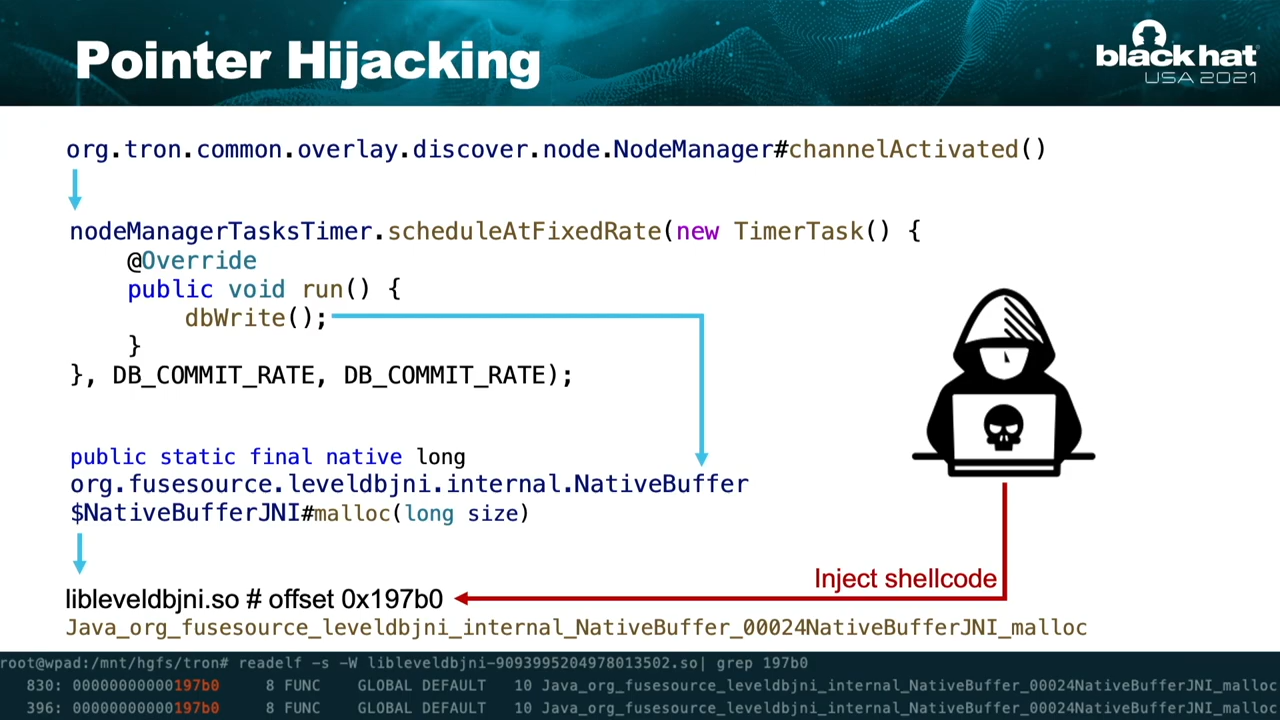 Pointer Hijacking
black hat
USA 2021
org.tron.common.overlay.discover.node.NodeManager#channelActivated()
nodeManagerTasksTimer.scheduleAtFixedRate(new TimerTask() {
@Override
public void run() {
dbWrite();
}
}, DB_COMMIT_RATE, DB_COMMIT_RATE);
public static final native long
org.fusesource.leveldbjni.internal.NativeBuffer
$NativeBufferJNI#malloc(long size)
Inject shellcode
libleveldbjni.so # offset 0x197b0
Java_org_fusesource_leveldbjni_internal_NativeBuffer_00024NativeBufferJNI_malloc
root@wpad:/mnt/hgfs/tron# readelf -s -W libleveldbjni-9093995204978013502.so| grep 197b0
830: 00000000000197b0 8 FUNC GLOBAL DEFAULT 10 Java_org_fusesource_leveldbjni_internal_NativeBuffer_00024NativeBufferJNI_malloc
396: 00000000000197b0 8 FUNC GLOBAL DEFAULT 10 Java_org_fusesource_leveldbjni_internal_NativeBuffer_00024NativeBufferJNI_malloc